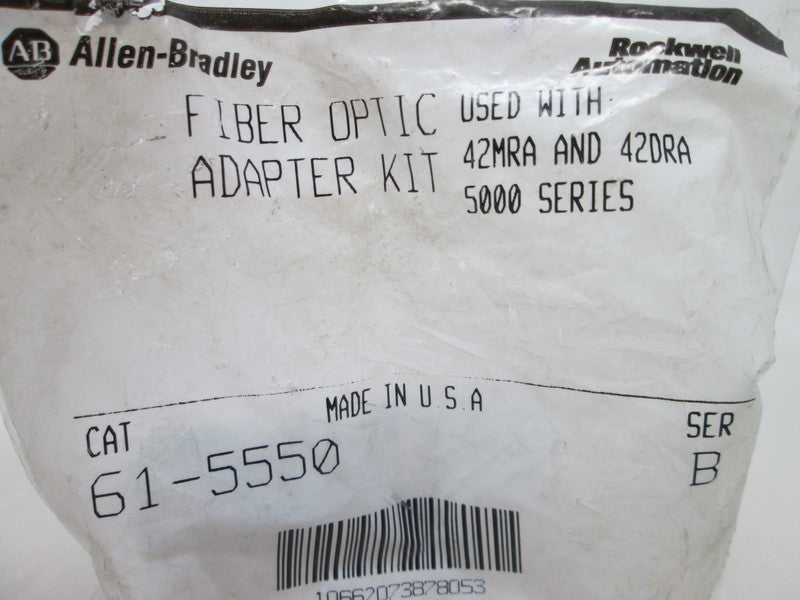 AB Allen-Bradley
Rockwell
Automation
FIBER OPTIC
ADAPTER KIT
USED WITH
42MRA AND 42DRA
5000 SERIES
MADE IN U.S.A
CAT
61-5550
SER
B
10662073878053